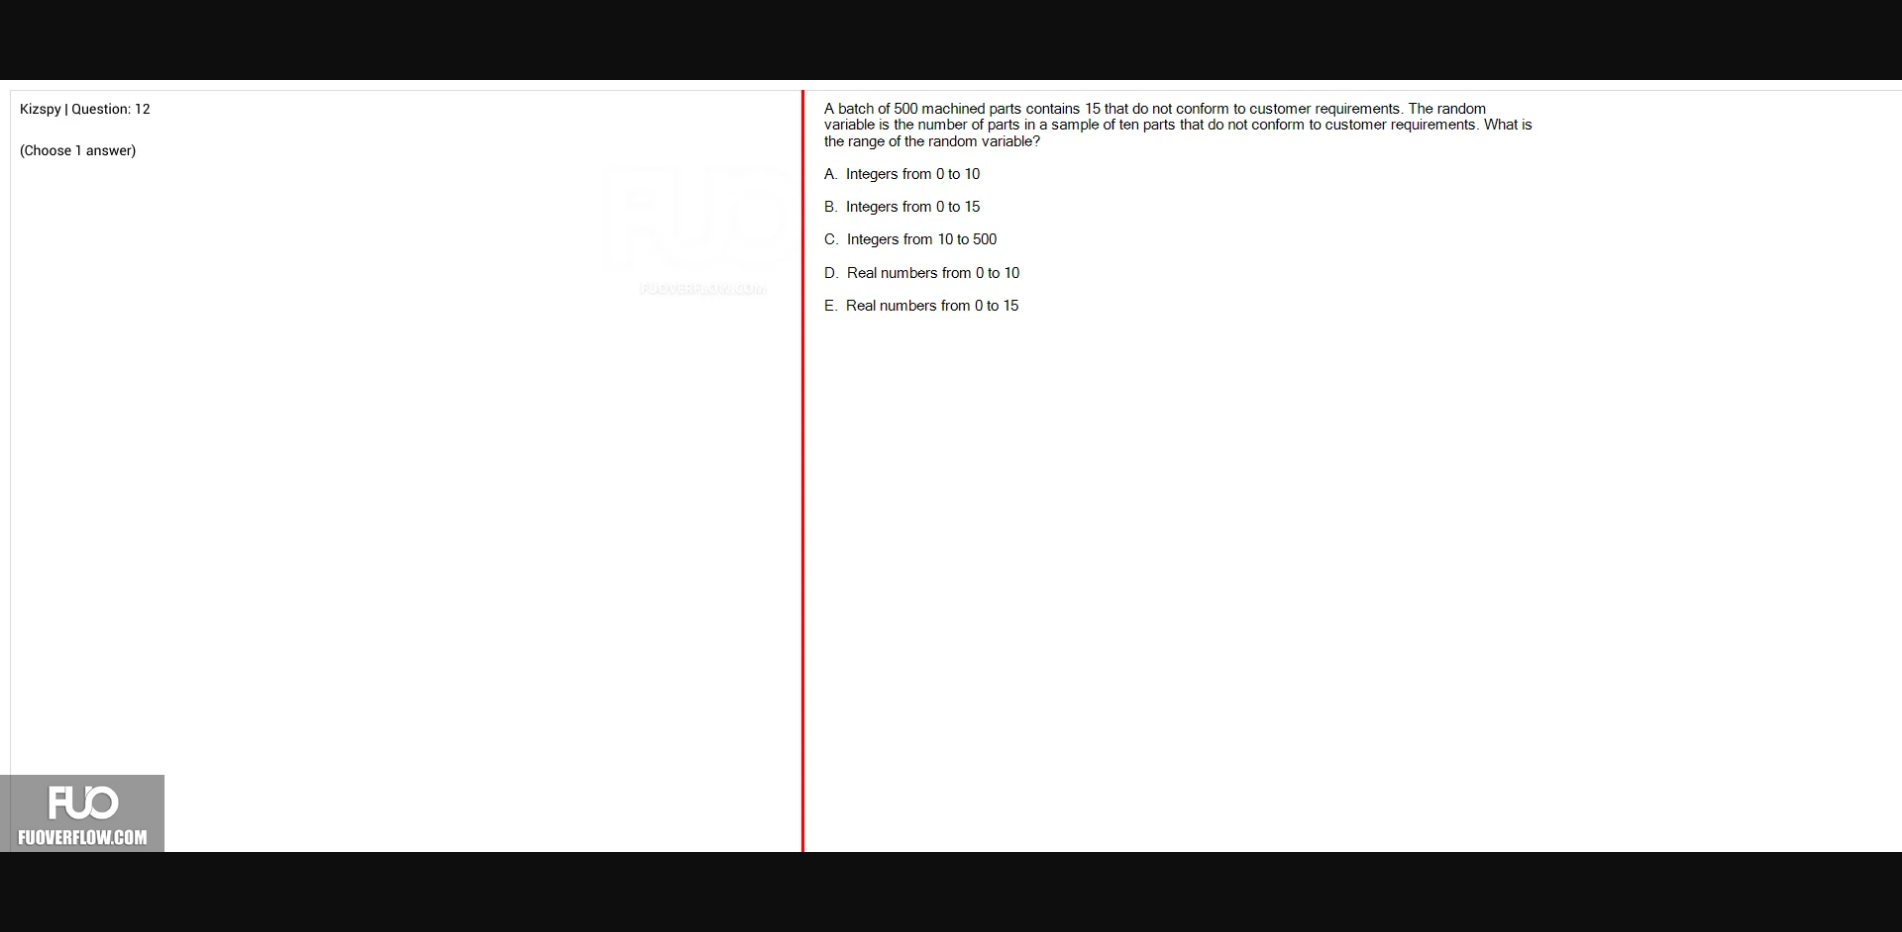 Kizspy | Question: 12
(Choose 1 answer)
A batch of 500 machined parts contains 15 that do not conform to customer requirements. The random
variable is the number of parts in a sample of ten parts that do not conform to customer requirements. What is
the range of the random variable?
A. Integers from 0 to 10
B. Integers from 0 to 15
C. Integers from 10 to 500
D. Real numbers from 0 to 10
E. Real numbers from 0 to 15
FUO
FUOVERFLOW.COM
FUO
FUOVERFLOW.COM